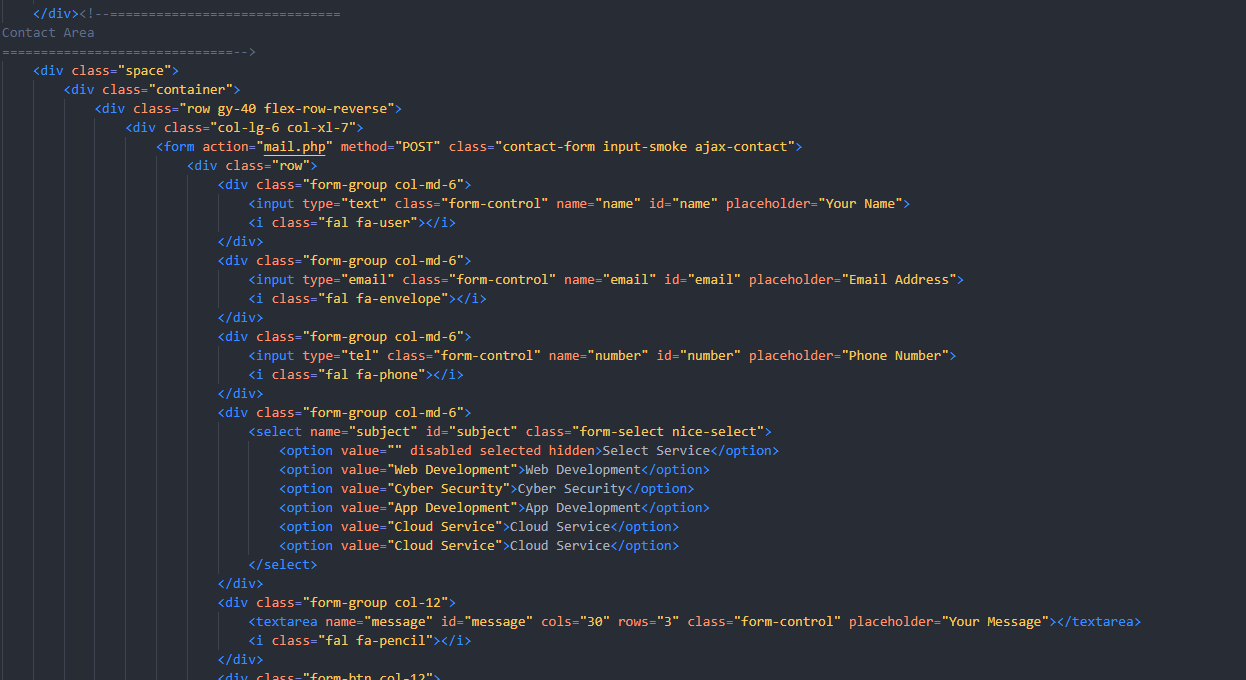 </div><!--==============================
Contact Area
==============================-->
<div class="space">
<div class="container">
<div class="row gy-40 flex-row-reverse">
<div class="col-lg-6 col-xl-7">
<form action="mail.php" method="POST" class="contact-form input-smoke ajax-contact">
<div class="row">
<div class="form-group col-md-6">
<input type="text" class="form-control" name="name" id="name" placeholder="Your Name">
<i class="fal fa-user"></i>
</div>
<div class="form-group col-md-6">
<input type="email" class="form-control" name="email" id="email" placeholder="Email Address">
<i class="fal fa-envelope"></i>
</div>
<div class="form-group col-md-6">
<input type="tel" class="form-control" name="number" id="number" placeholder="Phone Number">
<i class="fal fa-phone"></i>
</div>
<div class="form-group col-md-6">
<select name="subject" id="subject" class="form-select nice-select">
<option value="" disabled selected hidden>Select Service</option>
<option value="Web Development">Web Development</option>
<option value="Cyber Security">Cyber Security</option>
<option value="App Development">App Development</option>
<option value="Cloud Service">Cloud Service</option>
<option value="Cloud Service">Cloud Service</option>
</select>
</div>
<div class="form-group col-12">
<textarea name="message" id="message" cols="30" rows="3" class="form-control" placeholder="Your Message"></textarea>
<i class="fal fa-pencil"></i>
</div>
<div class="form-btn col-12">